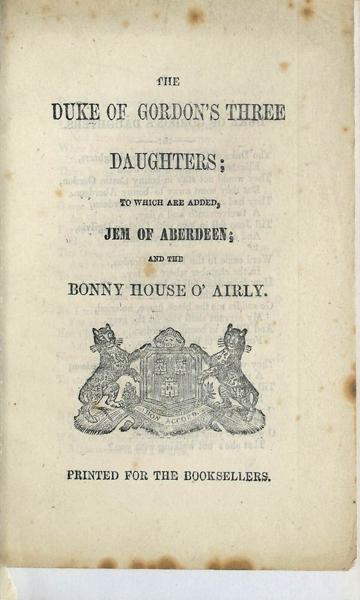 THE
DUKE OF GORDON'S THREE
DAUGHTERS;
TO WHICH ARE ADDED,
JEM OF ABERDEEN;
AND THE
BONNY HOUSE O' AIRLY.
BON ACCORD
PRINTED FOR THE BOOKSELLERS.